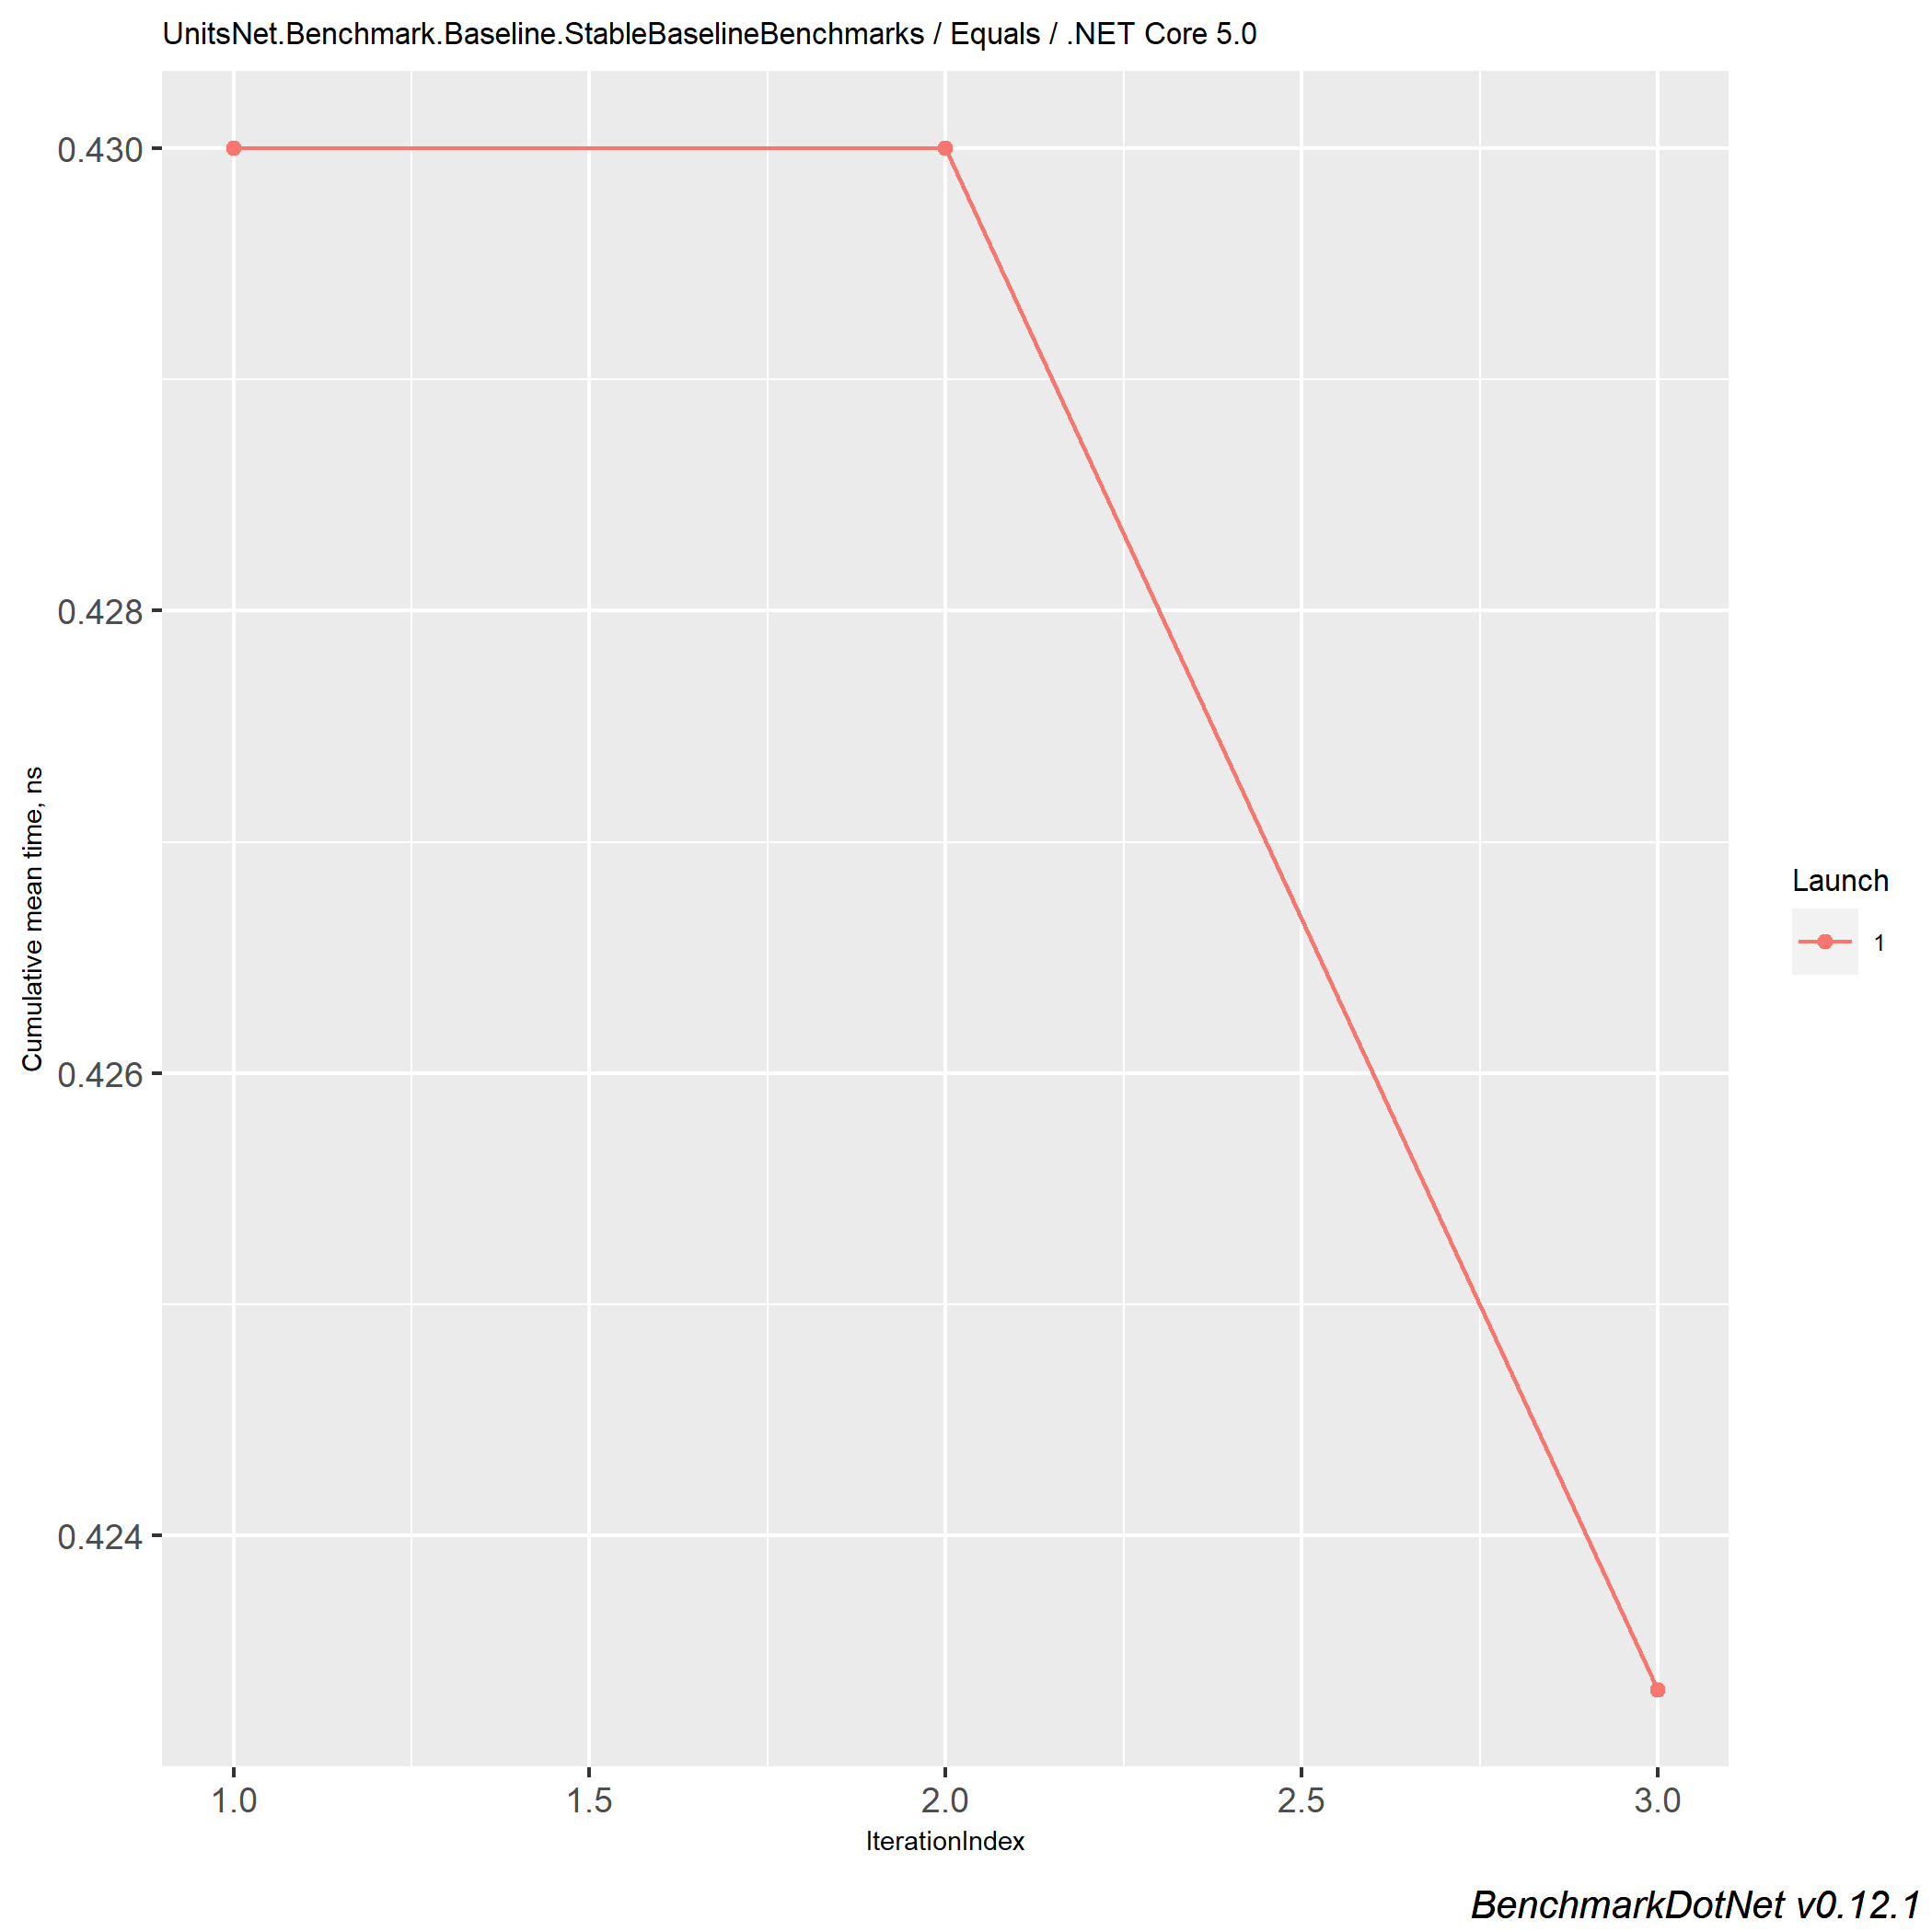 UnitsNet.Benchmark.Baseline.StableBaselineBenchmarks / Equals / .NET Core 5.0
0.430
0.428
0.426
0.424
Cumulative mean time, ns
1.0 1.5 2.0 2.5 3.0
IterationIndex
Launch
1
BenchmarkDotNet v0.12.1